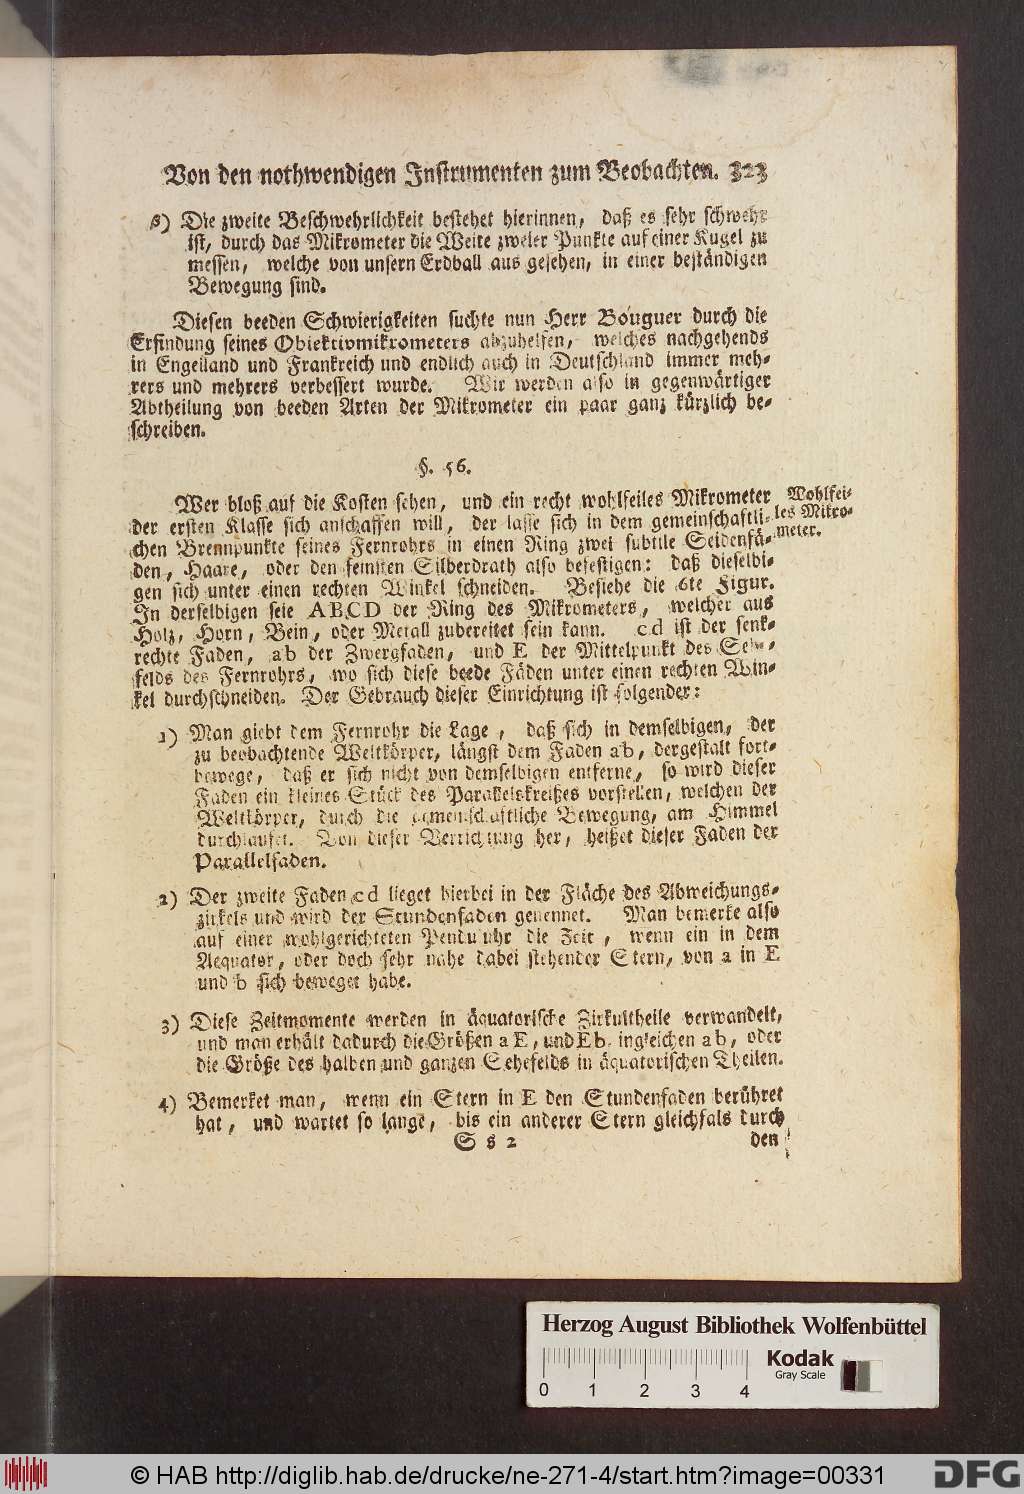 Von den nothwendigen Instrumenten zum Beobachten. 323
β) Die zweite Beschwehrlichkeit bestehet hierinnen, daß es sehr schwehr
ist, durch das Mikrometer die Weite zweier Punkte auf einer Kugel zu
messen, welche von unsern Erdball aus gesehen, in einer beständigen
Bewegung sind.
Diesen beeden Schwierigkeiten suchte nun Herr Bouguer durch die
Erfindung seines Obiektivmikrometers abzuhelfen, welches nachgehends
in Engelland und Frankreich und endlich auch in Deutschland immer meh-
rers und mehrers verbessert wurde. Wir werden also in gegenwärtiger
Abtheilung von beeden Arten der Mikrometer ein paar ganz kürzlich be-
schreiben.
§. 56.
Wer bloß auf die Kosten sehen, und ein recht wohlfeiles Mikrometer
der ersten Klasse sich anschaffen will, der lasse sich in dem gemeinschaftli-
chen Brennpunkte seines Fernrohrs in einen Ring zwei subtile Seidenfä-
den, Haare, oder den feinsten Silberdrath also befestigen: daß dieselbi-
gen sich unter einen rechten Winkel schneiden. Besiehe die 6te Figur.
In derselbigen seie ABCD der Ring des Mikrometers, welcher aus
Holz, Horn, Bein, oder Metall zubereitet sein kann. cd ist der senk-
rechte Faden, ab der Zwergfaden, und E der Mittelpunkt des Seh-
felds des Fernrohrs, wo sich diese beede Fäden unter einen rechten Win-
kel durchschneiden. Der Gebrauch dieser Einrichtung ist folgender:
Wohlfei-
les Mikro-
meter.
1) Man giebt dem Fernrohr die Lage, daß sich in demselbigen, der
zu beobachtende Weltkörper, längst dem Faden ab, dergestalt fort-
bewege, daß er sich nicht von demselbigen entferne, so wird dieser
Faden ein kleines Stück des Parallelskreißes vorstellen, welchen der
Weltkörper, durch die gemeinschaftliche Bewegung, am Himmel
durchlaufet. Von dieser Verrichtung her, heißet dieser Faden der
Parallelfaden.
2) Der zweite Faden cd lieget hierbei in der Fläche des Abweichungs-
zirkels und wird der Stundenfaden genennet. Man bemerke also
auf einer wohlgerichteten Penduluhr die Zeit, wenn ein in dem
Aequator, oder doch sehr nahe dabei stehender Stern, von a in E
und b sich beweget habe.
3) Diese Zeitmomente werden in äquatorische Zirkultheile verwandelt,
und man erhält dadurch die Größen aE, und Eb. ingleichen ab, oder
die Größe des halben und ganzen Sehefelds in äquatorischen Theilen.
4) Bemerket man, wenn ein Stern in E den Stundenfaden berühret
hat, und wartet so lange, bis ein anderer Stern gleichfals durch
S s 2 den
Herzog August Bibliothek Wolfenbüttel
Kodak
Gray Scale
0 1 2 3 4
© HAB http://diglib.hab.de/drucke/ne-271-4/start.htm?image=00331
DFG